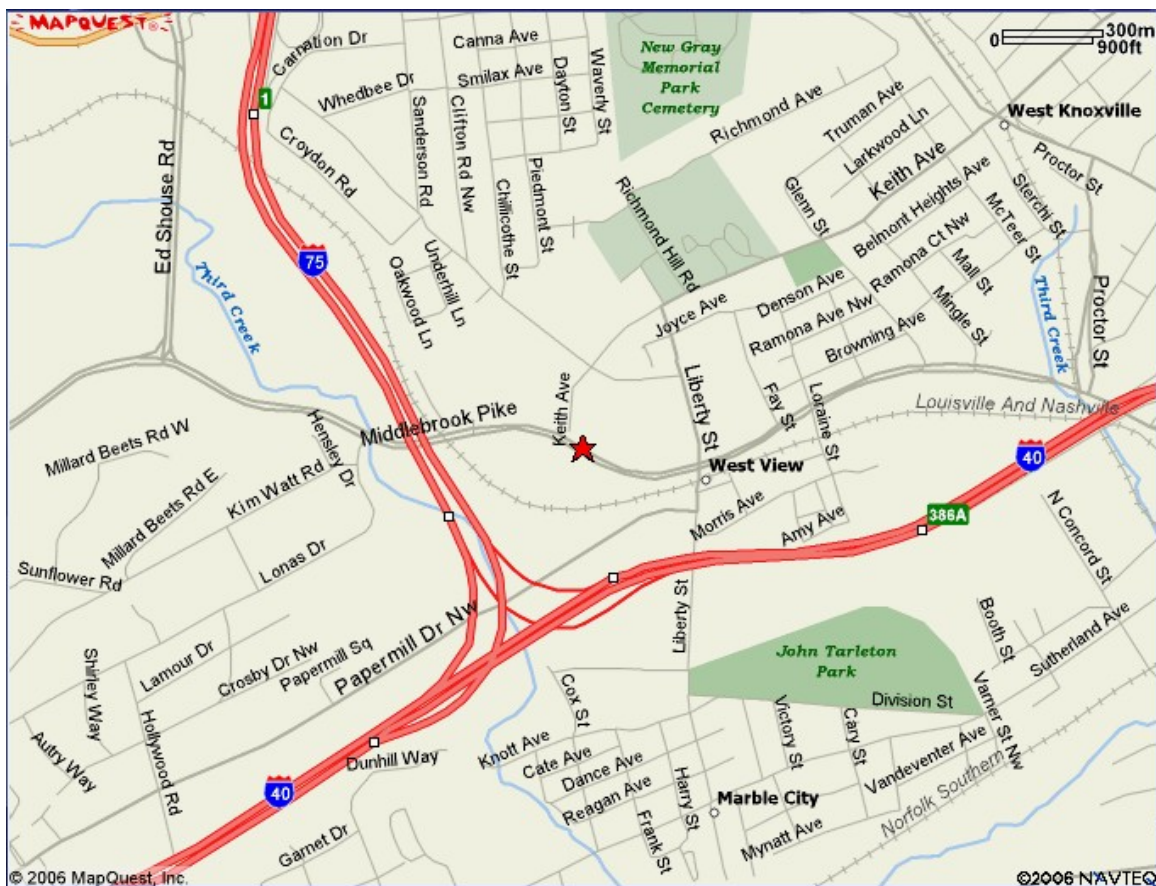 MAPQUEST®
300m
0
900ft
Carnation Dr
Canna Ave
Smilax Ave
Whedbee Dr
Dayton St
Waverly St
New Gray
Memorial
Park
Cemetery
Richmond Ave
Truman Ave
Larkwood Ln
Keith Ave
West Knoxville
Proctor St
1
Croydon Rd
Sanderson Rd
Clifton Rd Nw
Chillicothe St
Piedmont St
Ed Shouse Rd
Third Creek
75
Oakwood Ln
Underhill Ln
Richmond Hill Rd
Glenn St
Belmont Heights Ave
Ramona Ct Nw
McTeer St
Sterchi St
Mall St
Mingle St
Third Creek
Proctor St
Joyce Ave
Denson Ave
Ramona Ave Nw
Browning Ave
Keith Ave
Liberty St
Fay St
Loraine St
Louisville And Nashville
Middlebrook Pike
Hensley Dr
Millard Beets Rd W
Millard Beets Rd E
Kim Watt Rd
Lonas Dr
Sunflower Rd
West View
40
Morris Ave
Amy Ave
386A
N Concord St
Papermill Dr Nw
Liberty St
Booth St
Sutherland Ave
Shirley Way
Lamour Dr
Crosby Dr Nw
Papermill Sq
Hollywood Rd
Autry Way
John Tarleton
Park
Division St
Cox St
Victory St
Cary St
Varner St Nw
Vandeventer Ave
Norfolk Southern
Dunhill Way
Knott Ave
Cate Ave
Dance Ave
Reagan Ave
Harry St
Frank St
Marble City
Mynatt Ave
40
Garnet Dr
© 2006 MapQuest, Inc.
©2006 NAVTEQ